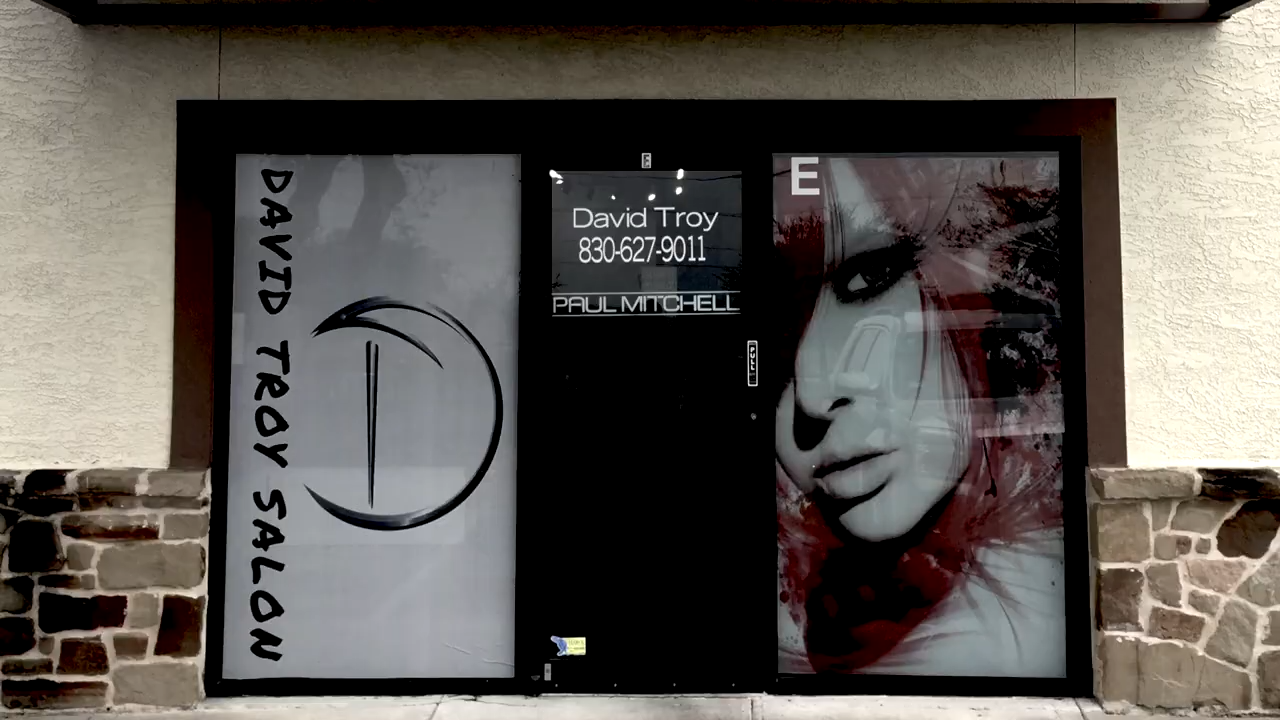 DAVID TROY SALON
E
David Troy
830-627-9011
PAUL MITCHELL
PULL
E